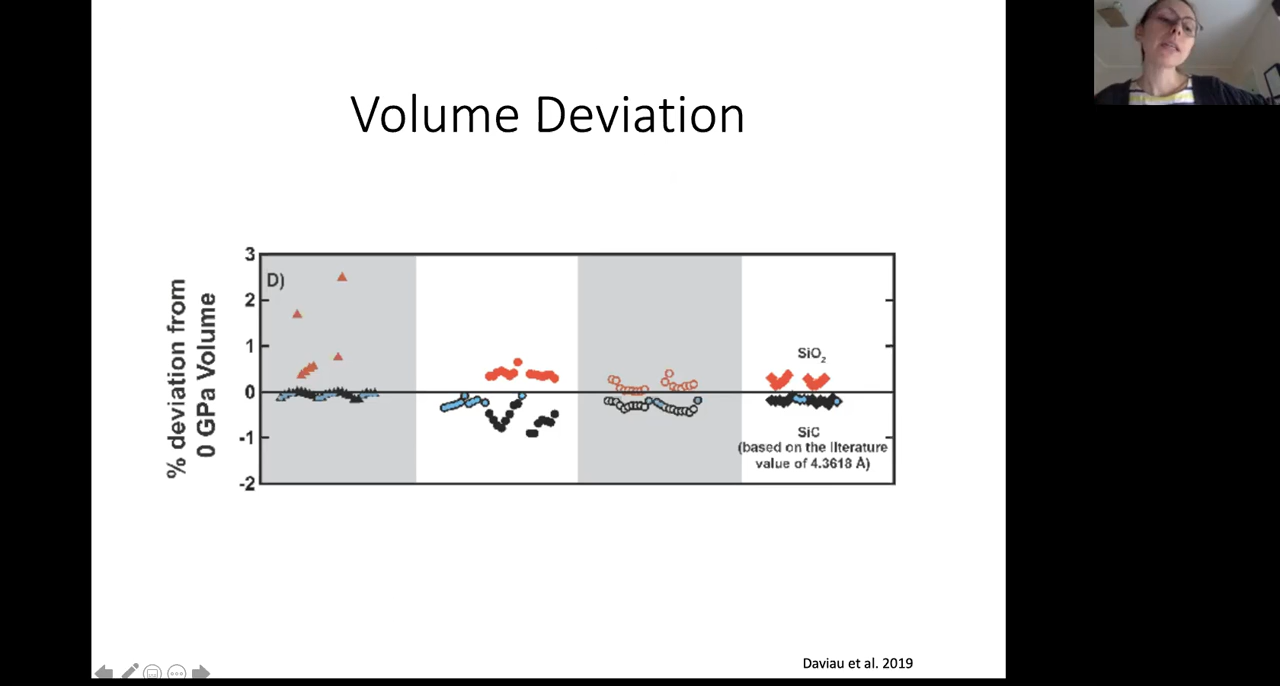 Volume Deviation
% deviation from
0 GPa Volume
3
2
1
0
-1
-2
D)
SiO2
SiC
(based on the literature
value of 4.3618 Å)
Daviau et al. 2019